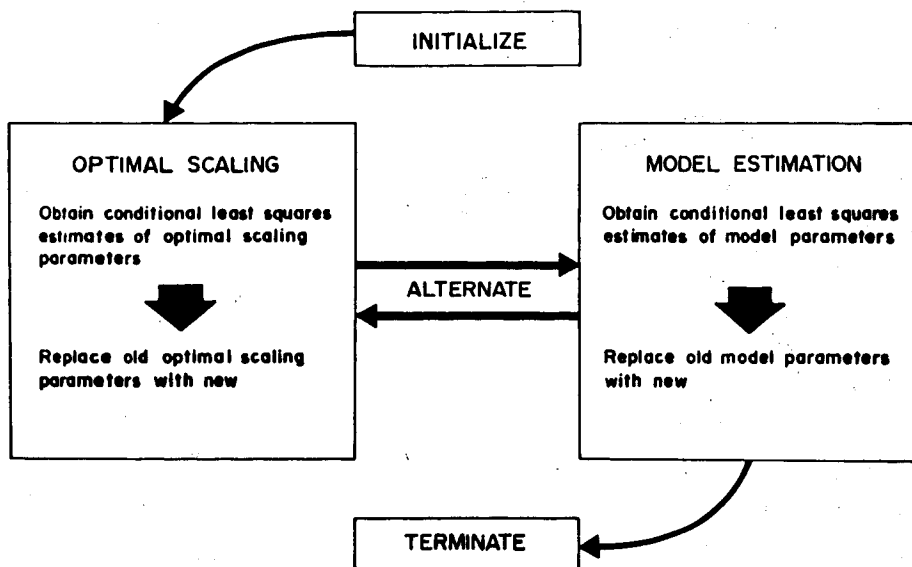 INITIALIZE
OPTIMAL SCALING
Obtain conditional least squares
estimates of optimal scaling
parameters
Replace old optimal scaling
parameters with new
ALTERNATE
MODEL ESTIMATION
Obtain conditional least squares
estimates of model parameters
Replace old model parameters
with new
TERMINATE